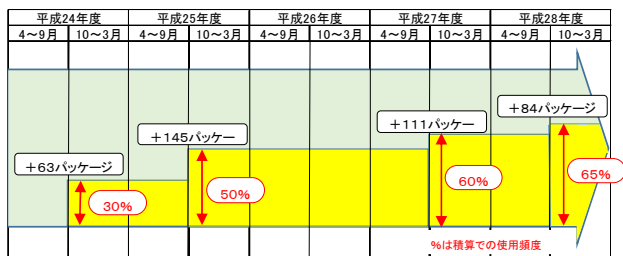 平成24年度 平成25年度 平成26年度 平成27年度 平成28年度
4～9月 10～3月 4～9月 10～3月 4～9月 10～3月 4～9月 10～3月 4～9月 10～3月
＋84パッケージ
＋111パッケー
＋145パッケー
＋63パッケージ
30%
50%
60%
65%
%は積算での使用頻度